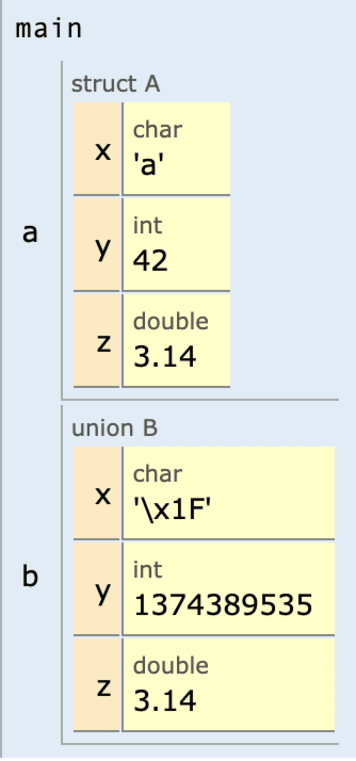 main
a
struct A
x
char
'a'
y
int
42
z
double
3.14
b
union B
x
char
'\x1F'
y
int
1374389535
z
double
3.14